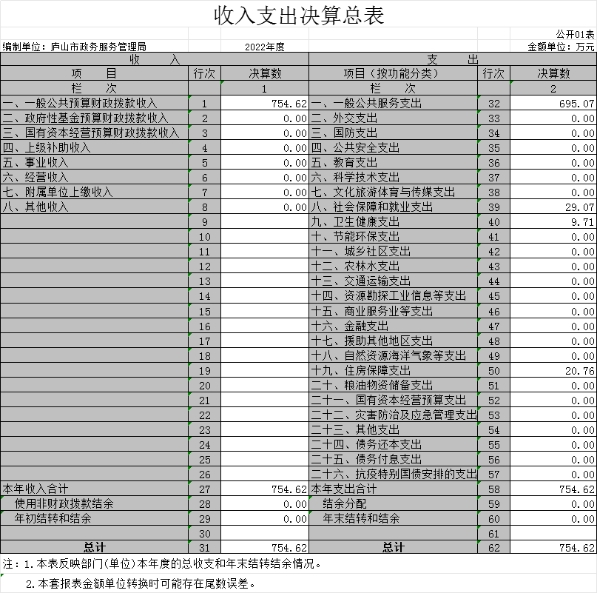 收入支出决算总表
公开01表
编制单位：庐山市政务服务管理局 2022年度 金额单位：万元
收 入 支 出
项 目 行次 决算数 项目（按功能分类） 行次 决算数
栏 次 1 栏 次 2
一、一般公共预算财政拨款收入 1 754.62 一、一般公共服务支出 32 695.07
二、政府性基金预算财政拨款收入 2 0.00 二、外交支出 33 0.00
三、国有资本经营预算财政拨款收入 3 0.00 三、国防支出 34 0.00
四、上级补助收入 4 0.00 四、公共安全支出 35 0.00
五、事业收入 5 0.00 五、教育支出 36 0.00
六、经营收入 6 0.00 六、科学技术支出 37 0.00
七、附属单位上缴收入 7 0.00 七、文化旅游体育与传媒支出 38 0.00
八、其他收入 8 0.00 八、社会保障和就业支出 39 29.07
9 九、卫生健康支出 40 9.71
10 十、节能环保支出 41 0.00
11 十一、城乡社区支出 42 0.00
12 十二、农林水支出 43 0.00
13 十三、交通运输支出 44 0.00
14 十四、资源勘探工业信息等支出 45 0.00
15 十五、商业服务业等支出 46 0.00
16 十六、金融支出 47 0.00
17 十七、援助其他地区支出 48 0.00
18 十八、自然资源海洋气象等支出 49 0.00
19 十九、住房保障支出 50 20.76
20 二十、粮油物资储备支出 51 0.00
21 二十一、国有资本经营预算支出 52 0.00
22 二十二、灾害防治及应急管理支出 53 0.00
23 二十三、其他支出 54 0.00
24 二十四、债务还本支出 55 0.00
25 二十五、债务付息支出 56 0.00
26 二十六、抗疫特别国债安排的支出 57 0.00
本年收入合计 27 754.62 本年支出合计 58 754.62
使用非财政拨款结余 28 0.00 结余分配 59 0.00
年初结转和结余 29 0.00 年末结转和结余 60 0.00
30 61
总计 31 754.62 总计 62 754.62
注：1.本表反映部门(单位)本年度的总收支和年末结转结余情况。
2.本套报表金额单位转换时可能存在尾数误差。